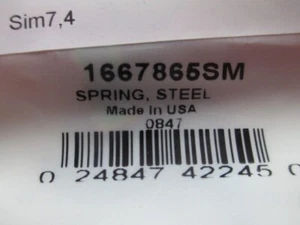 Sim7,4
1667865SM
SPRING, STEEL
Made in USA
0847
0 24847 42245 0